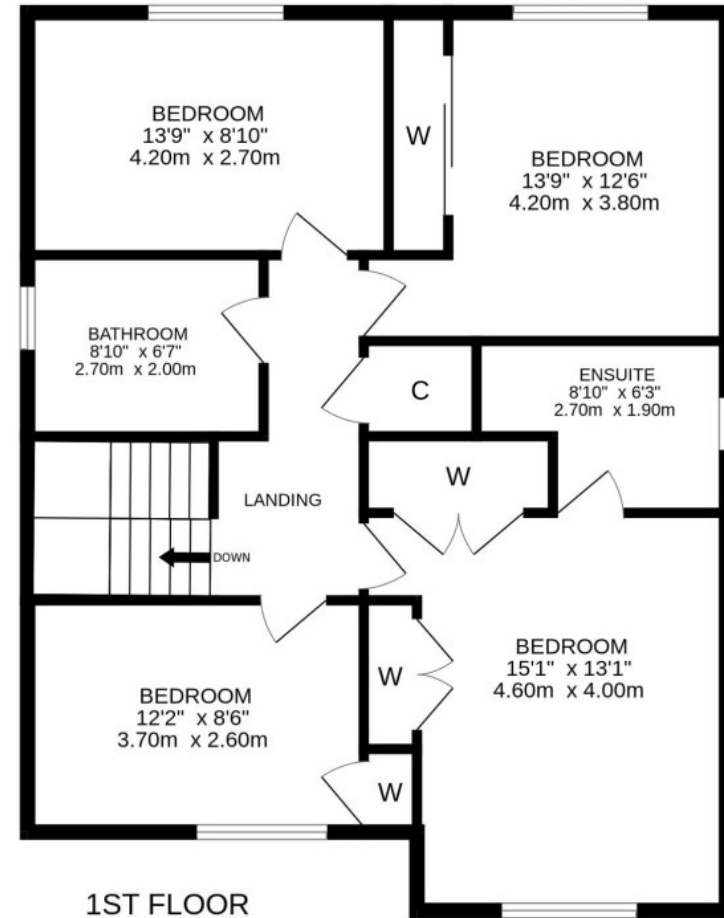 BEDROOM
13'9" x 8'10"
4.20m x 2.70m
W
BEDROOM
13'9" x 12'6"
4.20m x 3.80m
BATHROOM
8'10" x 6'7"
2.70m x 2.00m
C
ENSUITE
8'10" x 6'3"
2.70m x 1.90m
W
LANDING
DOWN
BEDROOM
15'1" x 13'1"
4.60m x 4.00m
W
BEDROOM
12'2" x 8'6"
3.70m x 2.60m
W
1ST FLOOR